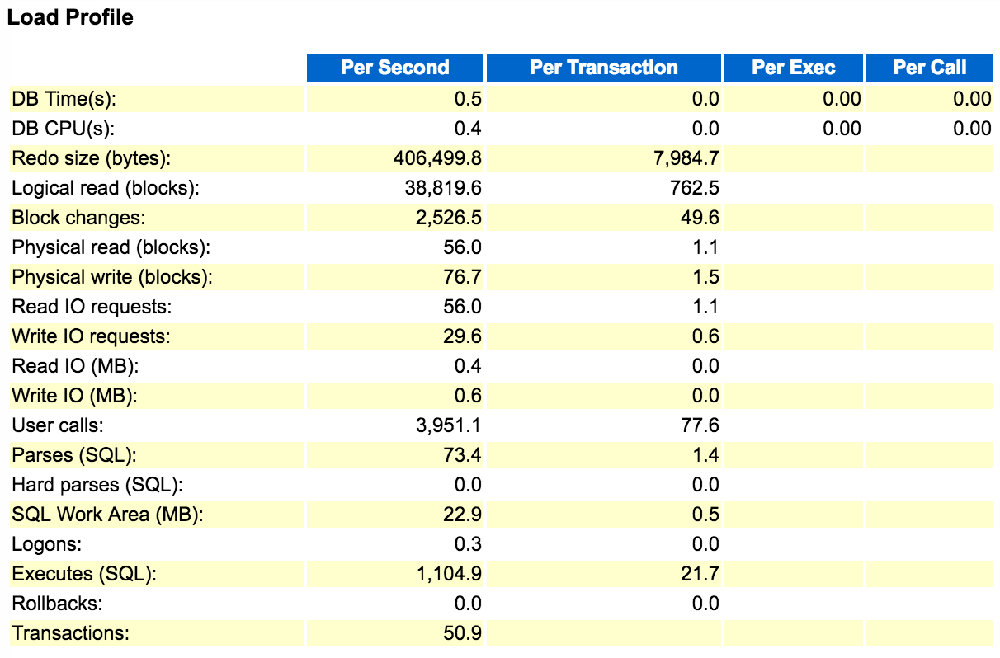 Load Profile
Per Second Per Transaction Per Exec Per Call
DB Time(s): 0.5 0.0 0.00 0.00
DB CPU(s): 0.4 0.0 0.00 0.00
Redo size (bytes): 406,499.8 7,984.7
Logical read (blocks): 38,819.6 762.5
Block changes: 2,526.5 49.6
Physical read (blocks): 56.0 1.1
Physical write (blocks): 76.7 1.5
Read IO requests: 56.0 1.1
Write IO requests: 29.6 0.6
Read IO (MB): 0.4 0.0
Write IO (MB): 0.6 0.0
User calls: 3,951.1 77.6
Parses (SQL): 73.4 1.4
Hard parses (SQL): 0.0 0.0
SQL Work Area (MB): 22.9 0.5
Logons: 0.3 0.0
Executes (SQL): 1,104.9 21.7
Rollbacks: 0.0 0.0
Transactions: 50.9